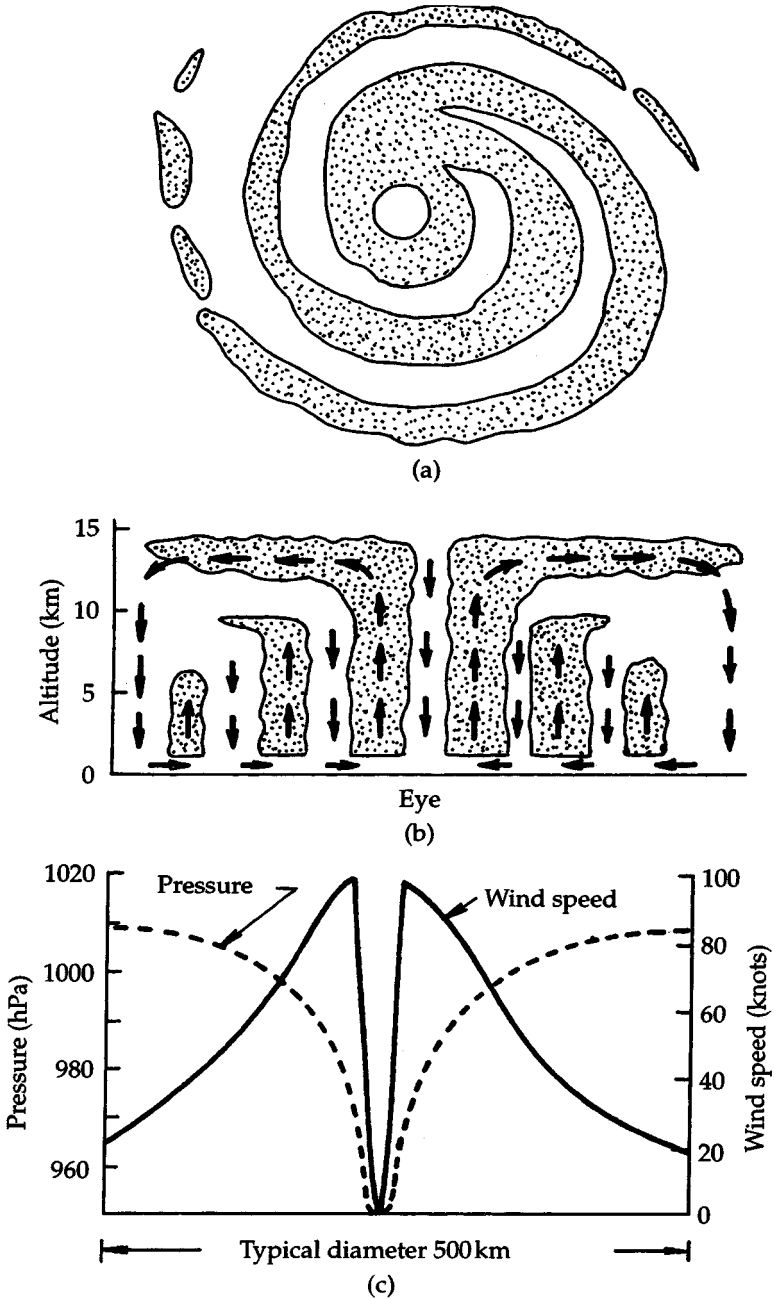 (a)
15
10
5
0
Altitude (km)
Eye
(b)
1020
1000
980
960
Pressure (hPa)
Pressure
Wind speed
100
80
60
40
20
0
Wind speed (knots)
Typical diameter 500 km
(c)